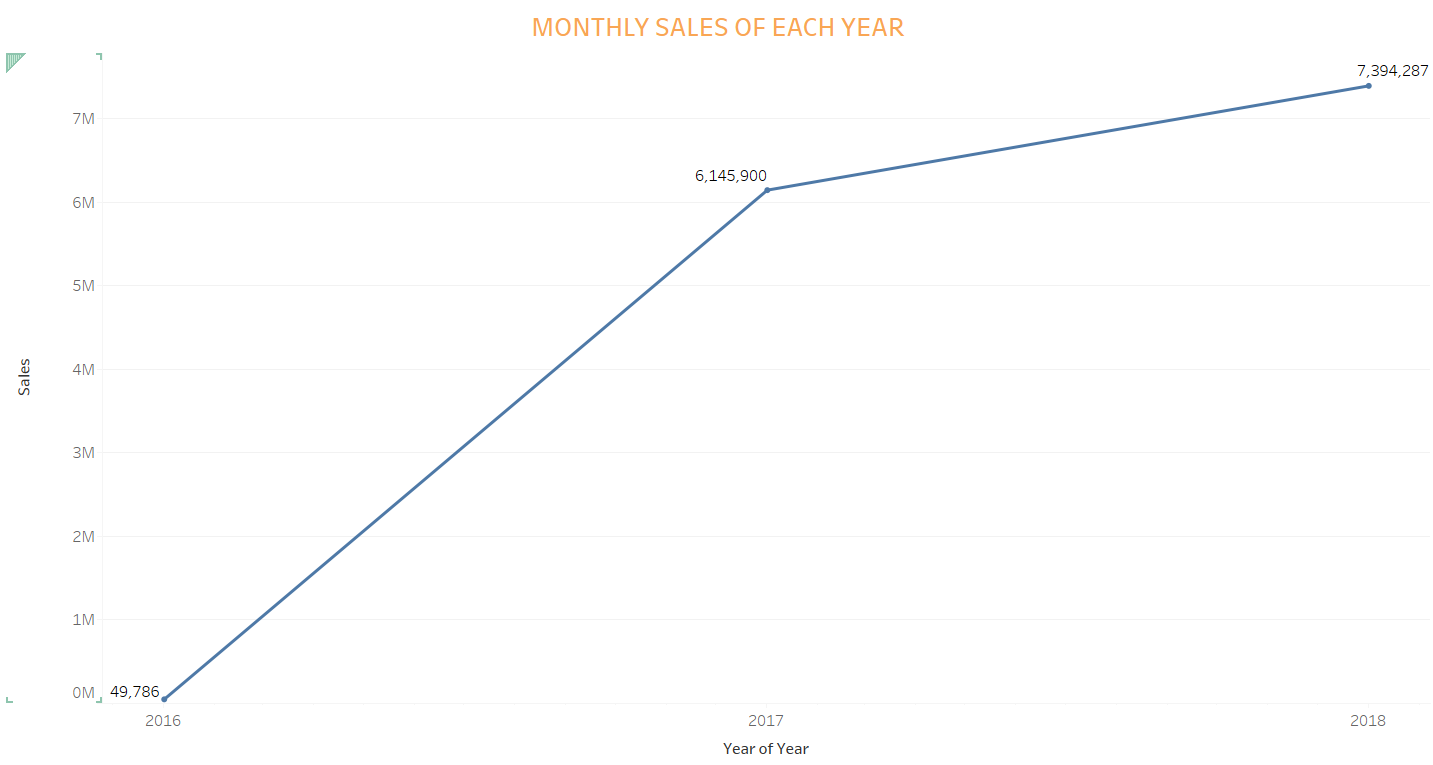 MONTHLY SALES OF EACH YEAR
7,394,287
7M
6,145,900
6M
5M
4M
Sales
3M
2M
1M
0M
49,786
2016
2017
2018
Year of Year